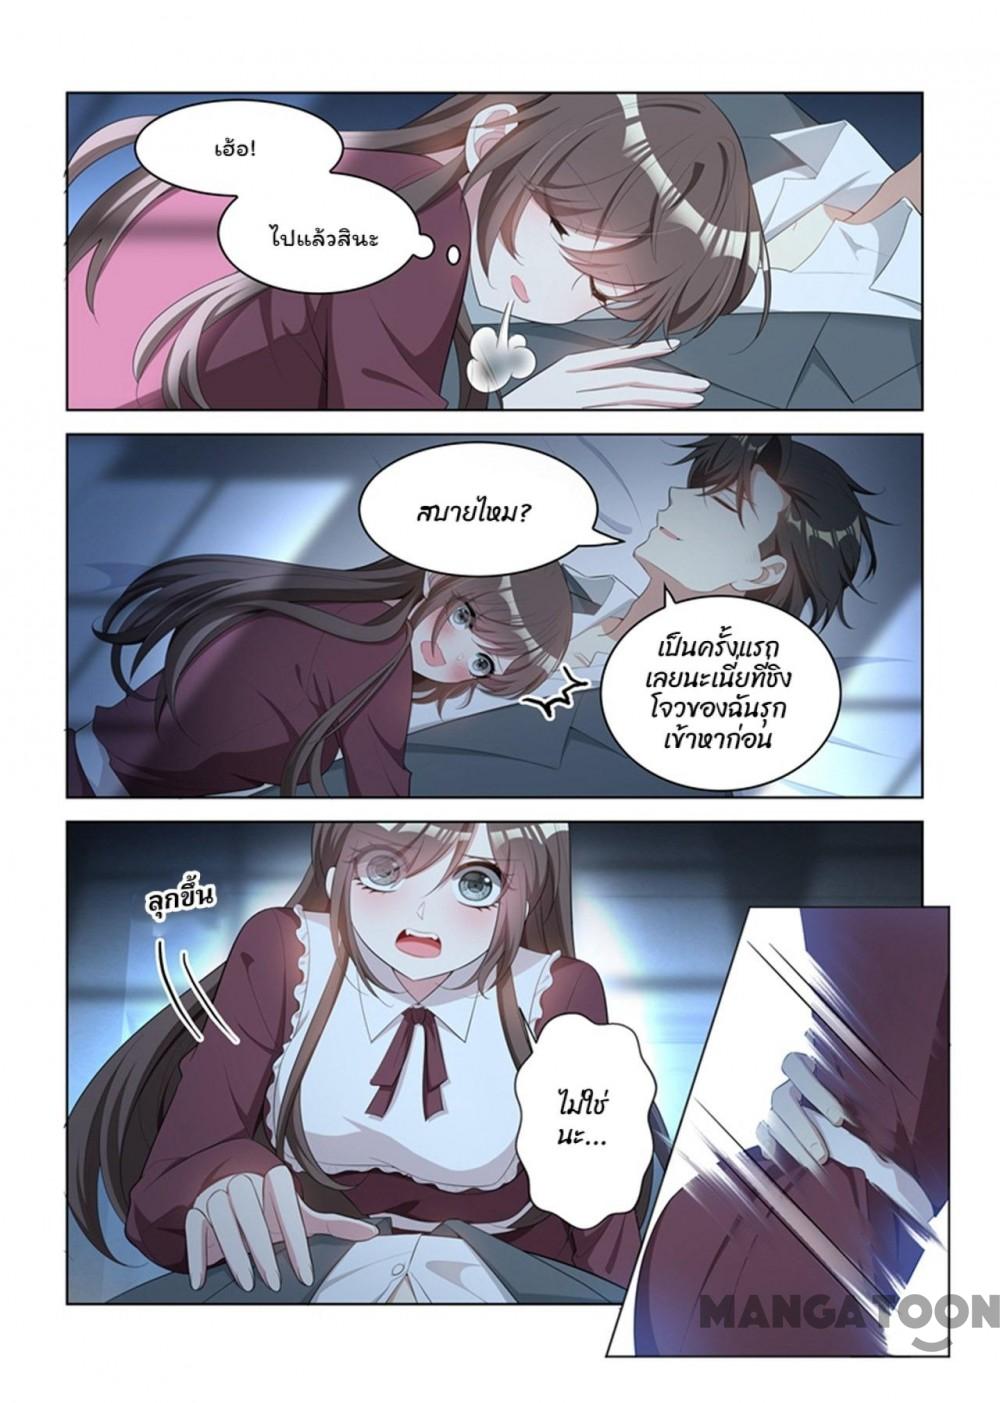 เฮ้อ!
ไปแล้วสินะ
สบายไหม?
เป็นครั้งแรก
เลยนะเนี่ยที่ชิง
โจวของฉันรุก
เข้าหาก่อน
ลุกขึ้น
ไม่ใช่
นะ...
MANGATOON